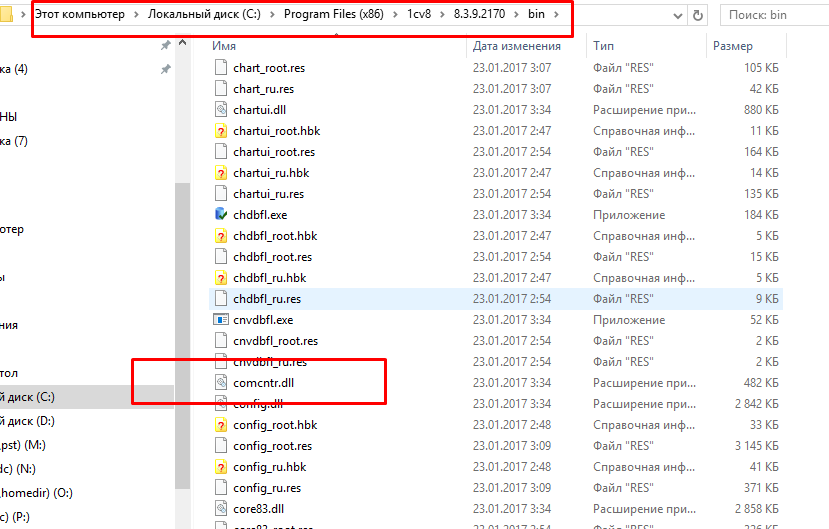 Этот компьютер › Локальный диск (C:) › Program Files (x86) › 1cv8 › 8.3.9.2170 › bin ›
Поиск: bin
Имя Дата изменения Тип Размер
chart_root.res 23.01.2017 3:07 Файл "RES" 105 КБ
ка (4)
chart_ru.res 23.01.2017 3:07 Файл "RES" 42 КБ
chartui.dll 23.01.2017 3:34 Расширение при... 880 КБ
НЫ
chartui_root.hbk 23.01.2017 2:47 Справочная инф... 11 КБ
ка (7)
chartui_root.res 23.01.2017 2:54 Файл "RES" 164 КБ
chartui_ru.hbk 23.01.2017 2:47 Справочная инф... 14 КБ
chartui_ru.res 23.01.2017 2:54 Файл "RES" 135 КБ
chdbfl.exe 23.01.2017 3:34 Приложение 184 КБ
ютер
chdbfl_root.hbk 23.01.2017 2:47 Справочная инф... 5 КБ
chdbfl_root.res 23.01.2017 2:54 Файл "RES" 15 КБ
ы
chdbfl_ru.hbk 23.01.2017 2:47 Справочная инф... 5 КБ
chdbfl_ru.res 23.01.2017 2:54 Файл "RES" 9 КБ
ния
cnvdbfl.exe 23.01.2017 3:34 Приложение 52 КБ
cnvdbfl_root.res 23.01.2017 2:54 Файл "RES" 2 КБ
cnvdbfl_ru.res 23.01.2017 2:54 Файл "RES" 2 КБ
тол
comcntr.dll 23.01.2017 3:34 Расширение при... 482 КБ
й диск (C:)
config.dll 23.01.2017 3:34 Расширение при... 2 842 КБ
й диск (D:)
config_root.hbk 23.01.2017 2:48 Справочная инф... 33 КБ
_pst) (M:)
config_root.res 23.01.2017 3:09 Файл "RES" 3 145 КБ
dc) (N:)
config_ru.hbk 23.01.2017 2:48 Справочная инф... 41 КБ
_homedir) (O:)
config_ru.res 23.01.2017 3:09 Файл "RES" 371 КБ
core83.dll 23.01.2017 3:34 Расширение при... 2 858 КБ
c) (P:)
core83_root.res 23.01.2017 3:09 Файл "RES" 226 КБ